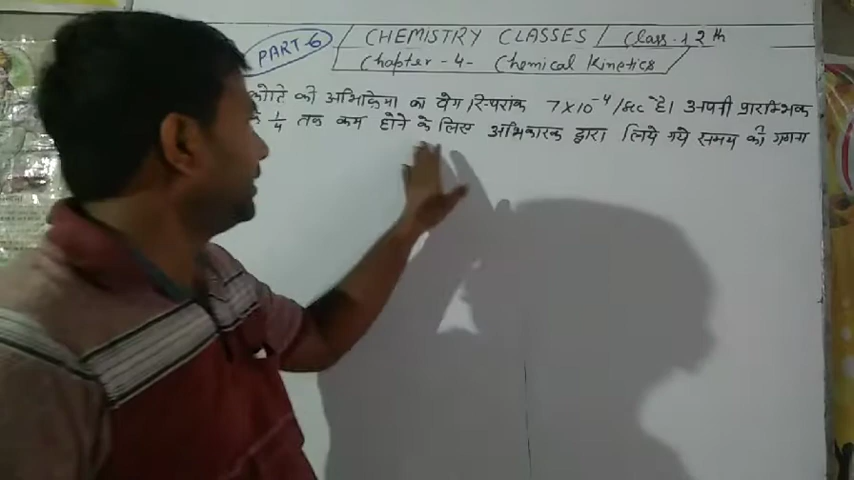 PART 6
CHEMISTRY CLASSES / Class - 12th
Chapter - 4 - Chemical Kinetics
कोटि की अभिक्रिया का वेग स्थिरांक 7×10⁻⁴ /sec है। अपनी प्रारम्भिक
के 1/4 तक कम होने के लिए अभिकारक द्वारा लिये गये समय की गणना